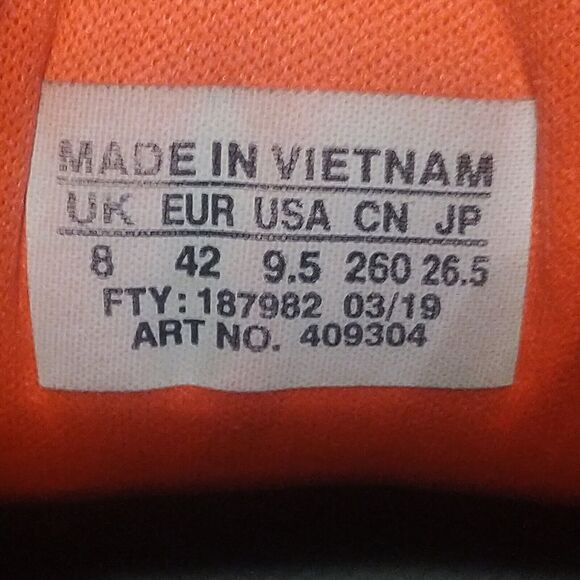 MADE IN VIETNAM
UK EUR USA CN JP
8 42 9.5 260 26.5
FTY: 187982 03/19
ART NO. 409304